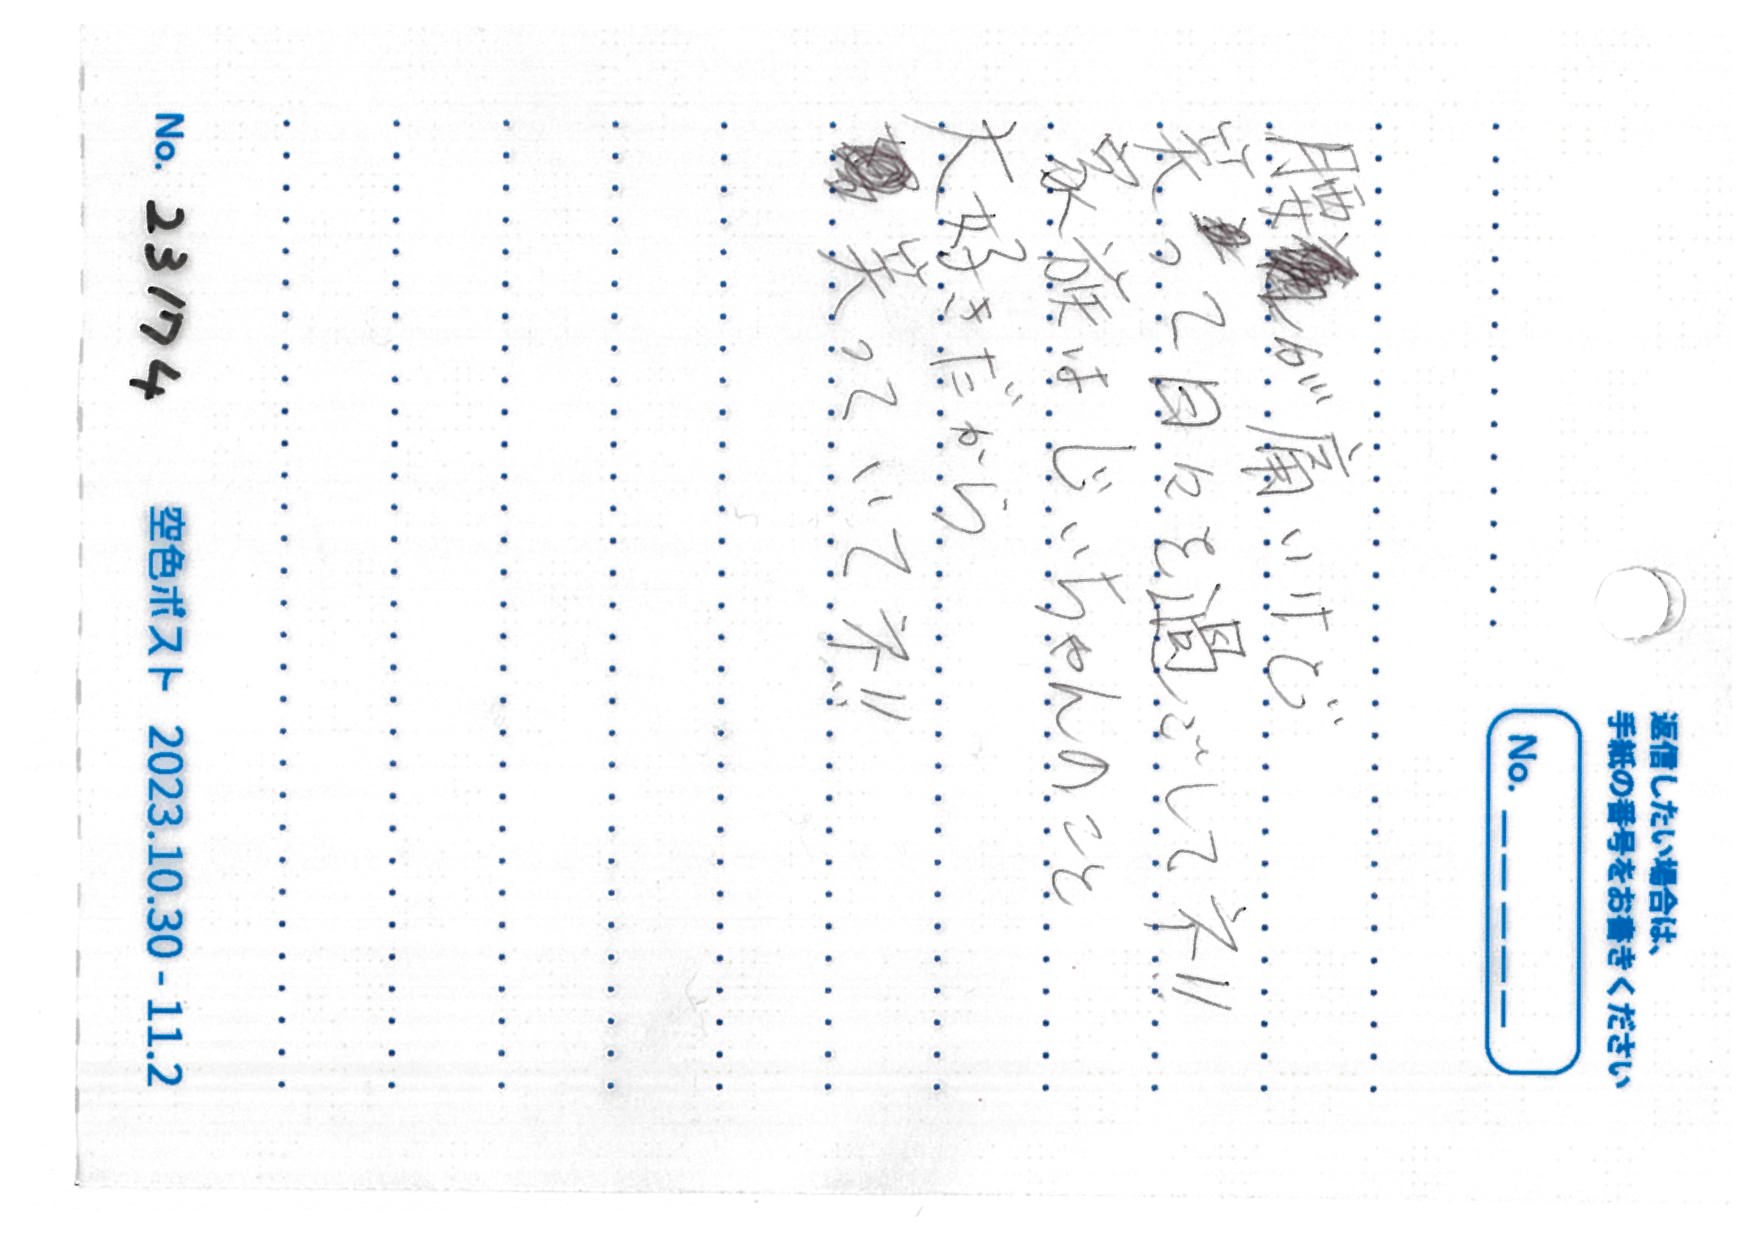 返信したい場合は、
手紙の番号をお書きください
No. _ _ _ _ _
腰が痛いけど
笑って日々を過ごしてネ!!
家族はじいちゃんのこと
大好きだから
笑っていてネ!!
No. 23174 空色ポスト 2023.10.30 - 11.2